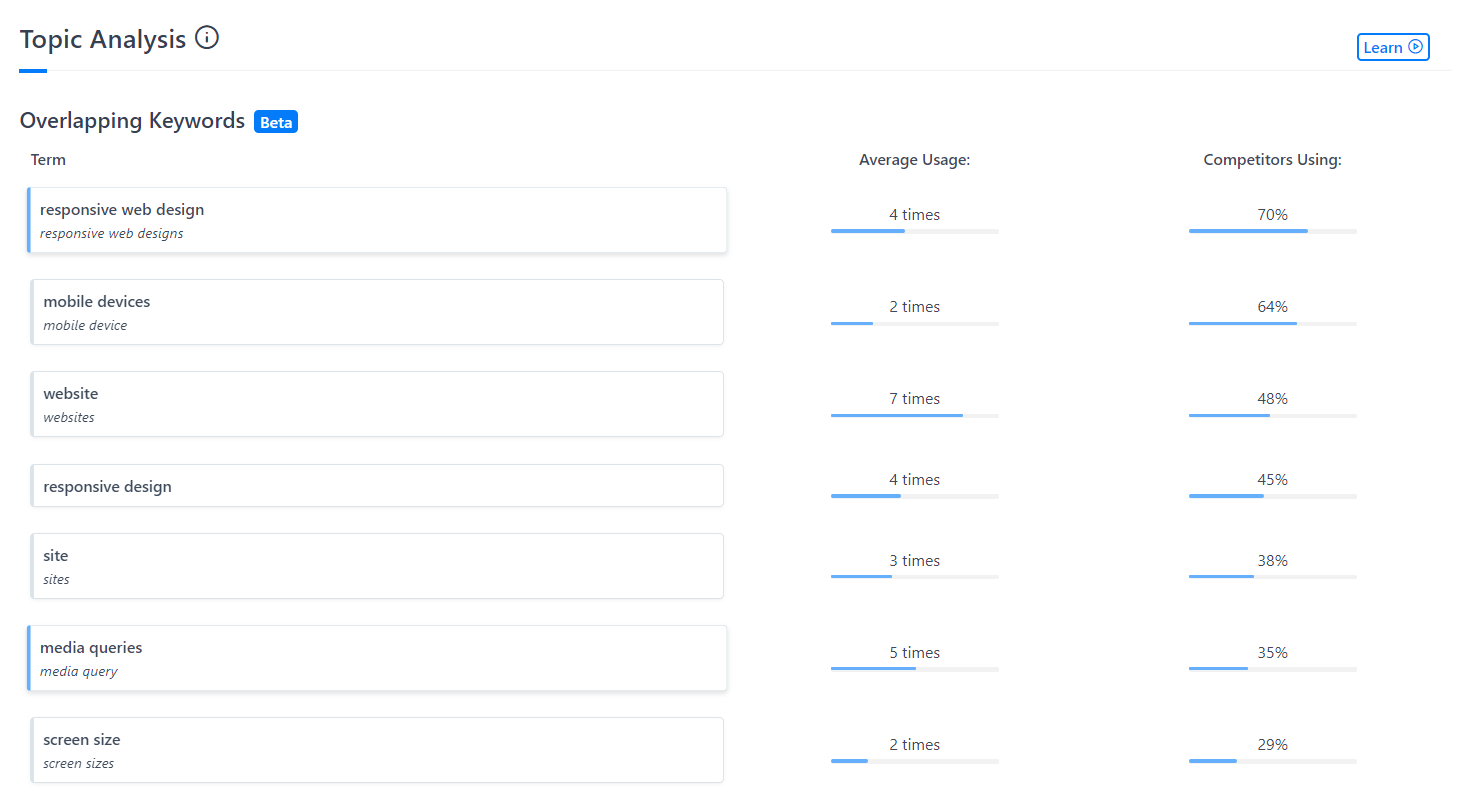 Topic Analysis
Learn
Overlapping Keywords Beta
Term Average Usage: Competitors Using:
responsive web design
responsive web designs
4 times 70%
mobile devices
mobile device
2 times 64%
website
websites
7 times 48%
responsive design
4 times 45%
site
sites
3 times 38%
media queries
media query
5 times 35%
screen size
screen sizes
2 times 29%